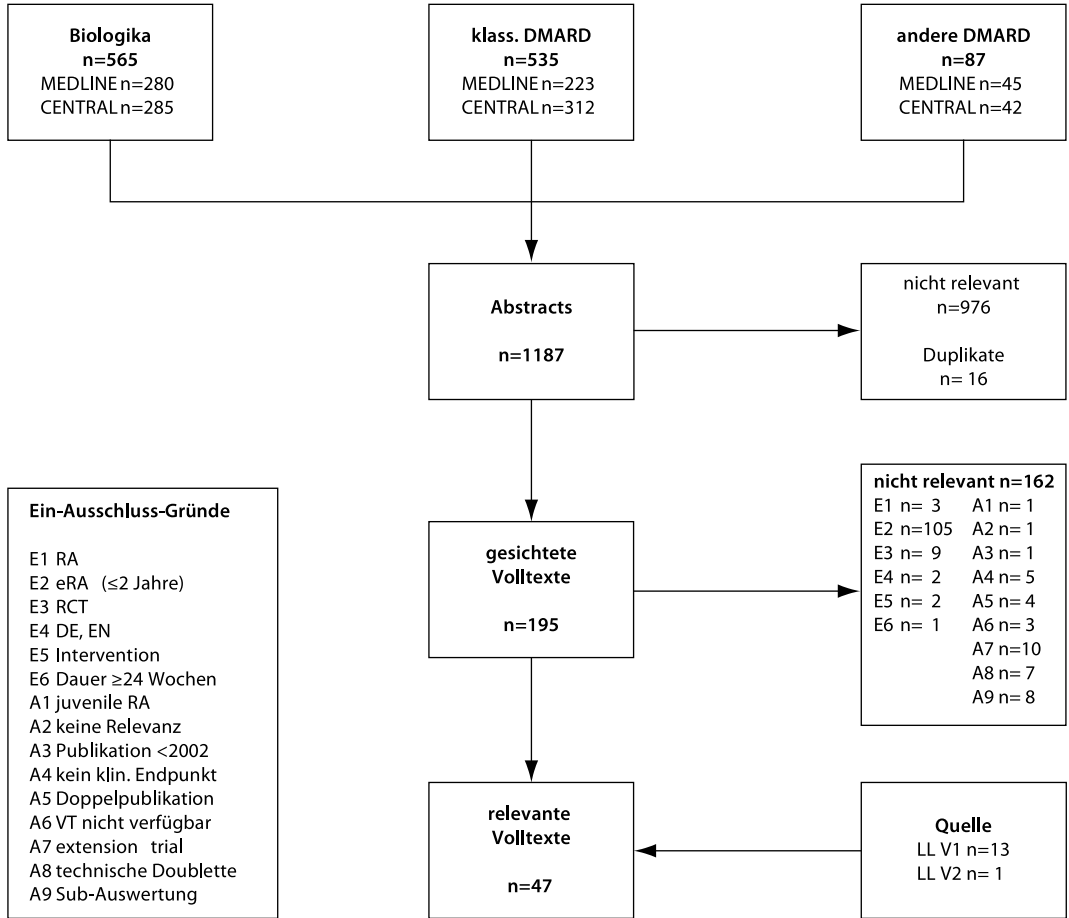 Biologika
n=565
MEDLINE n=280
CENTRAL n=285
klass. DMARD
n=535
MEDLINE n=223
CENTRAL n=312
andere DMARD
n=87
MEDLINE n=45
CENTRAL n=42
Abstracts
n=1187
nicht relevant
n=976
Duplikate
n= 16
Ein-Ausschluss-Gründe
E1 RA
E2 eRA (≤2 Jahre)
E3 RCT
E4 DE, EN
E5 Intervention
E6 Dauer ≥24 Wochen
A1 juvenile RA
A2 keine Relevanz
A3 Publikation <2002
A4 kein klin. Endpunkt
A5 Doppelpublikation
A6 VT nicht verfügbar
A7 extension trial
A8 technische Doublette
A9 Sub-Auswertung
gesichtete
Volltexte
n=195
nicht relevant n=162
E1 n= 3 A1 n= 1
E2 n=105 A2 n= 1
E3 n= 9 A3 n= 1
E4 n= 2 A4 n= 5
E5 n= 2 A5 n= 4
E6 n= 1 A6 n= 3
A7 n=10
A8 n= 7
A9 n= 8
relevante
Volltexte
n=47
Quelle
LL V1 n=13
LL V2 n= 1